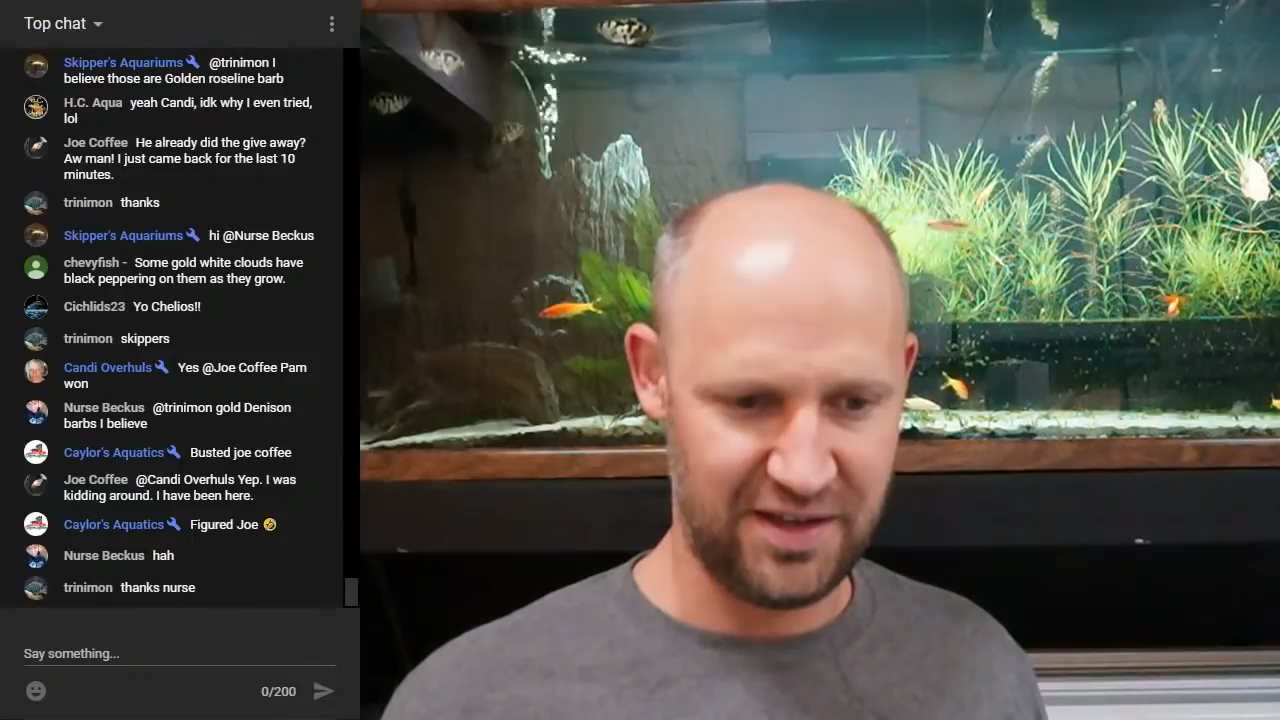 Top chat
Skipper's Aquariums @trinimon I
believe those are Golden roseline barb
H.C. Aqua yeah Candi, idk why I even tried,
lol
Joe Coffee He already did the give away?
Aw man! I just came back for the last 10
minutes.
trinimon thanks
Skipper's Aquariums hi @Nurse Beckus
chevyfish - Some gold white clouds have
black peppering on them as they grow.
Cichlids23 Yo Chelios!!
trinimon skippers
Candi Overhuls Yes @Joe Coffee Pam
won
Nurse Beckus @trinimon gold Denison
barbs I believe
Caylor's Aquatics Busted joe coffee
Joe Coffee @Candi Overhuls Yep. I was
kidding around. I have been here.
Caylor's Aquatics Figured Joe 🤣
Nurse Beckus hah
trinimon thanks nurse
Say something...
0/200